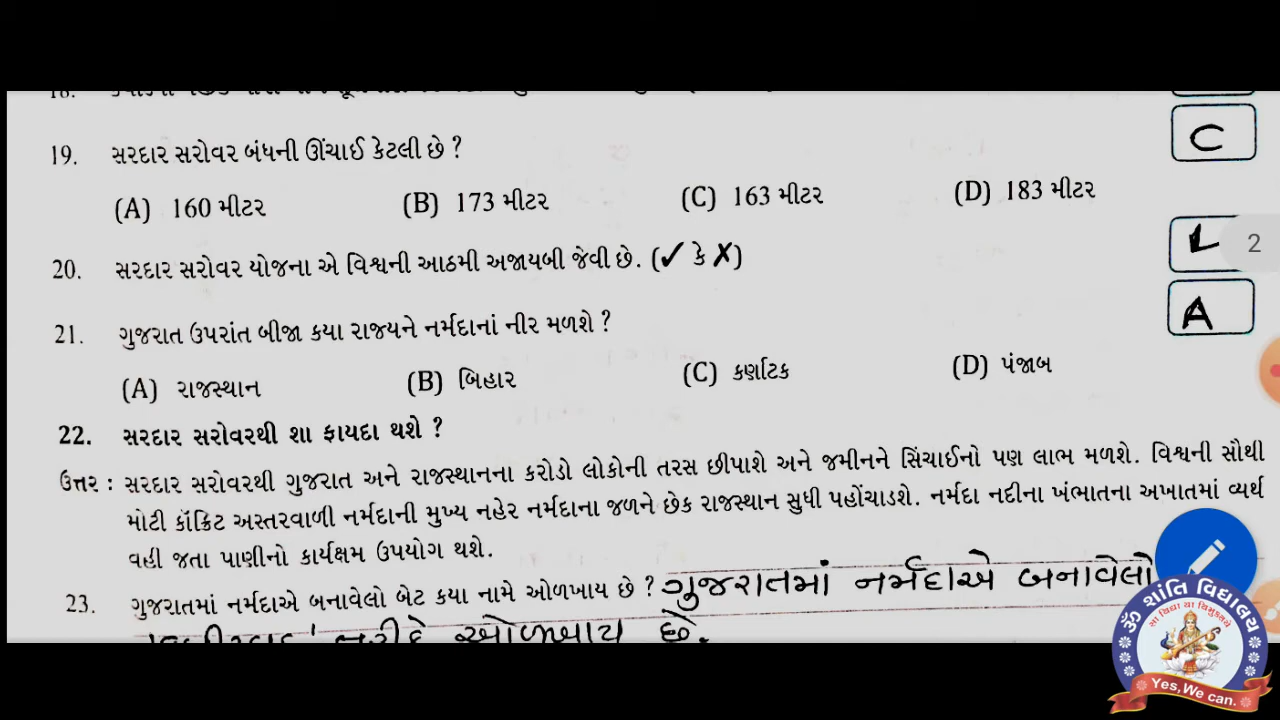 18.
C
19. સરદાર સરોવર બંધની ઊંચાઈ કેટલી છે ?
(A) 160 મીટર (B) 173 મીટર (C) 163 મીટર (D) 183 મીટર
20. સરદાર સરોવર યોજના એ વિશ્વની આઠમી અજાયબી જેવી છે. (✓ કે ✗)
2
21. ગુજરાત ઉપરાંત બીજા કયા રાજ્યને નર્મદાનાં નીર મળશે ?
A
(A) રાજસ્થાન (B) બિહાર (C) કર્ણાટક (D) પંજાબ
22. સરદાર સરોવરથી શા ફાયદા થશે ?
ઉત્તર : સરદાર સરોવરથી ગુજરાત અને રાજસ્થાનના કરોડો લોકોની તરસ છીપાશે અને જમીનને સિંચાઈનો પણ લાભ મળશે. વિશ્વની સૌથી
મોટી કૉંક્રિટ અસ્તરવાળી નર્મદાની મુખ્ય નહેર નર્મદાના જળને છેક રાજસ્થાન સુધી પહોંચાડશે. નર્મદા નદીના ખંભાતના અખાતમાં વ્યર્થ
વહી જતા પાણીનો કાર્યક્ષમ ઉપયોગ થશે.
23. ગુજરાતમાં નર્મદાએ બનાવેલો બેટ કયા નામે ઓળખાય છે ? ગુજરાતમાં નર્મદાએ બનાવેલો
ઓળખાય છે.
ૐ શાંતિ વિદ્યાલય
सा विद्या या विमुक्तये
Yes, We can.